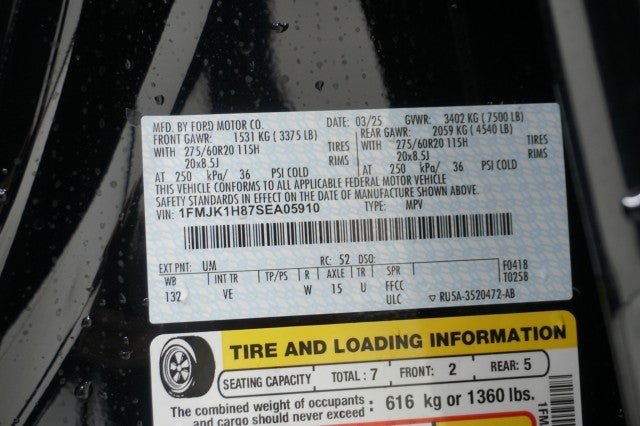 MFD. BY FORD MOTOR CO. DATE: 03/25 GVWR: 3402 KG (7500 LB)
FRONT GAWR: 1531 KG (3375 LB) REAR GAWR: 2059 KG (4540 LB)
WITH 275/60R20 115H TIRES WITH 275/60R20 115H TIRES
20x8.5J RIMS 20x8.5J RIMS
AT 250 kPa/ 36 PSI COLD AT 250 kPa/ 36 PSI COLD
THIS VEHICLE CONFORMS TO ALL APPLICABLE FEDERAL MOTOR VEHICLE
SAFETY STANDARDS IN EFFECT ON THE DATE OF MANUFACTURE SHOWN ABOVE.
VIN: 1FMJK1H87SEA05910 TYPE: MPV
EXT PNT: UM RC: 52 DSO: F0418
WB INT TR TP/PS R AXLE TR SPR T0258
132 VE W 15 U FFCC
ULC ▽ RU5A-3520472-AB
TIRE AND LOADING INFORMATION
SEATING CAPACITY TOTAL: 7 FRONT: 2 REAR: 5
The combined weight of occupants and cargo should never exceed: 616 kg or 1360 lbs.
1FM